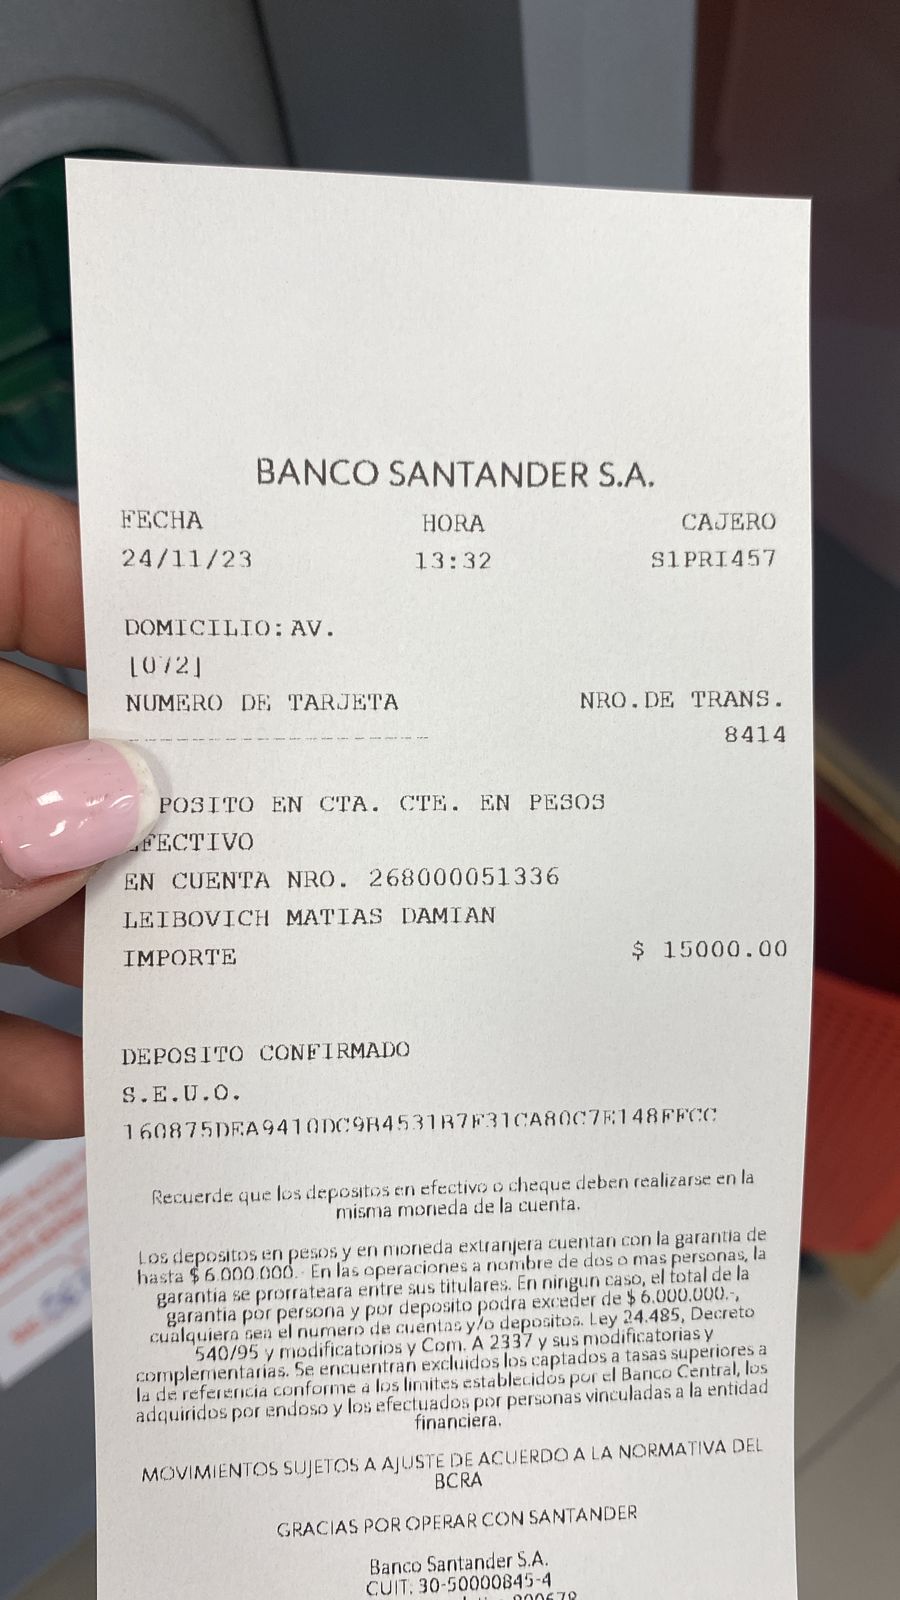 BANCO SANTANDER S.A.
FECHA HORA CAJERO
24/11/23 13:32 S1PRI457
DOMICILIO: AV.
[072]
NUMERO DE TARJETA NRO.DE TRANS.
8414
POSITO EN CTA. CTE. EN PESOS
EFECTIVO
EN CUENTA NRO. 268000051336
LEIBOVICH MATIAS DAMIAN
IMPORTE $ 15000.00
DEPOSITO CONFIRMADO
S.E.U.O.
160875DEA9410DC9B4531B7F31CA80C7E148FFCC
Recuerde que los depositos en efectivo o cheque deben realizarse en la
misma moneda de la cuenta.
Los depositos en pesos y en moneda extranjera cuentan con la garantia de
hasta $ 6.000.000.- En las operaciones a nombre de dos o mas personas, la
garantia se prorrateara entre sus titulares. En ningun caso, el total de la
garantia por persona y por deposito podra exceder de $ 6.000.000.-,
cualquiera sea el numero de cuentas y/o depositos. Ley 24.485, Decreto
540/95 y modificatorios y Com. A 2337 y sus modificatorias y
complementarias. Se encuentran excluidos los captados a tasas superiores a
la de referencia conforme a los limites establecidos por el Banco Central, los
adquiridos por endoso y los efectuados por personas vinculadas a la entidad
financiera.
MOVIMIENTOS SUJETOS A AJUSTE DE ACUERDO A LA NORMATIVA DEL
BCRA
GRACIAS POR OPERAR CON SANTANDER
Banco Santander S.A.
CUIT. 30-50000845-4